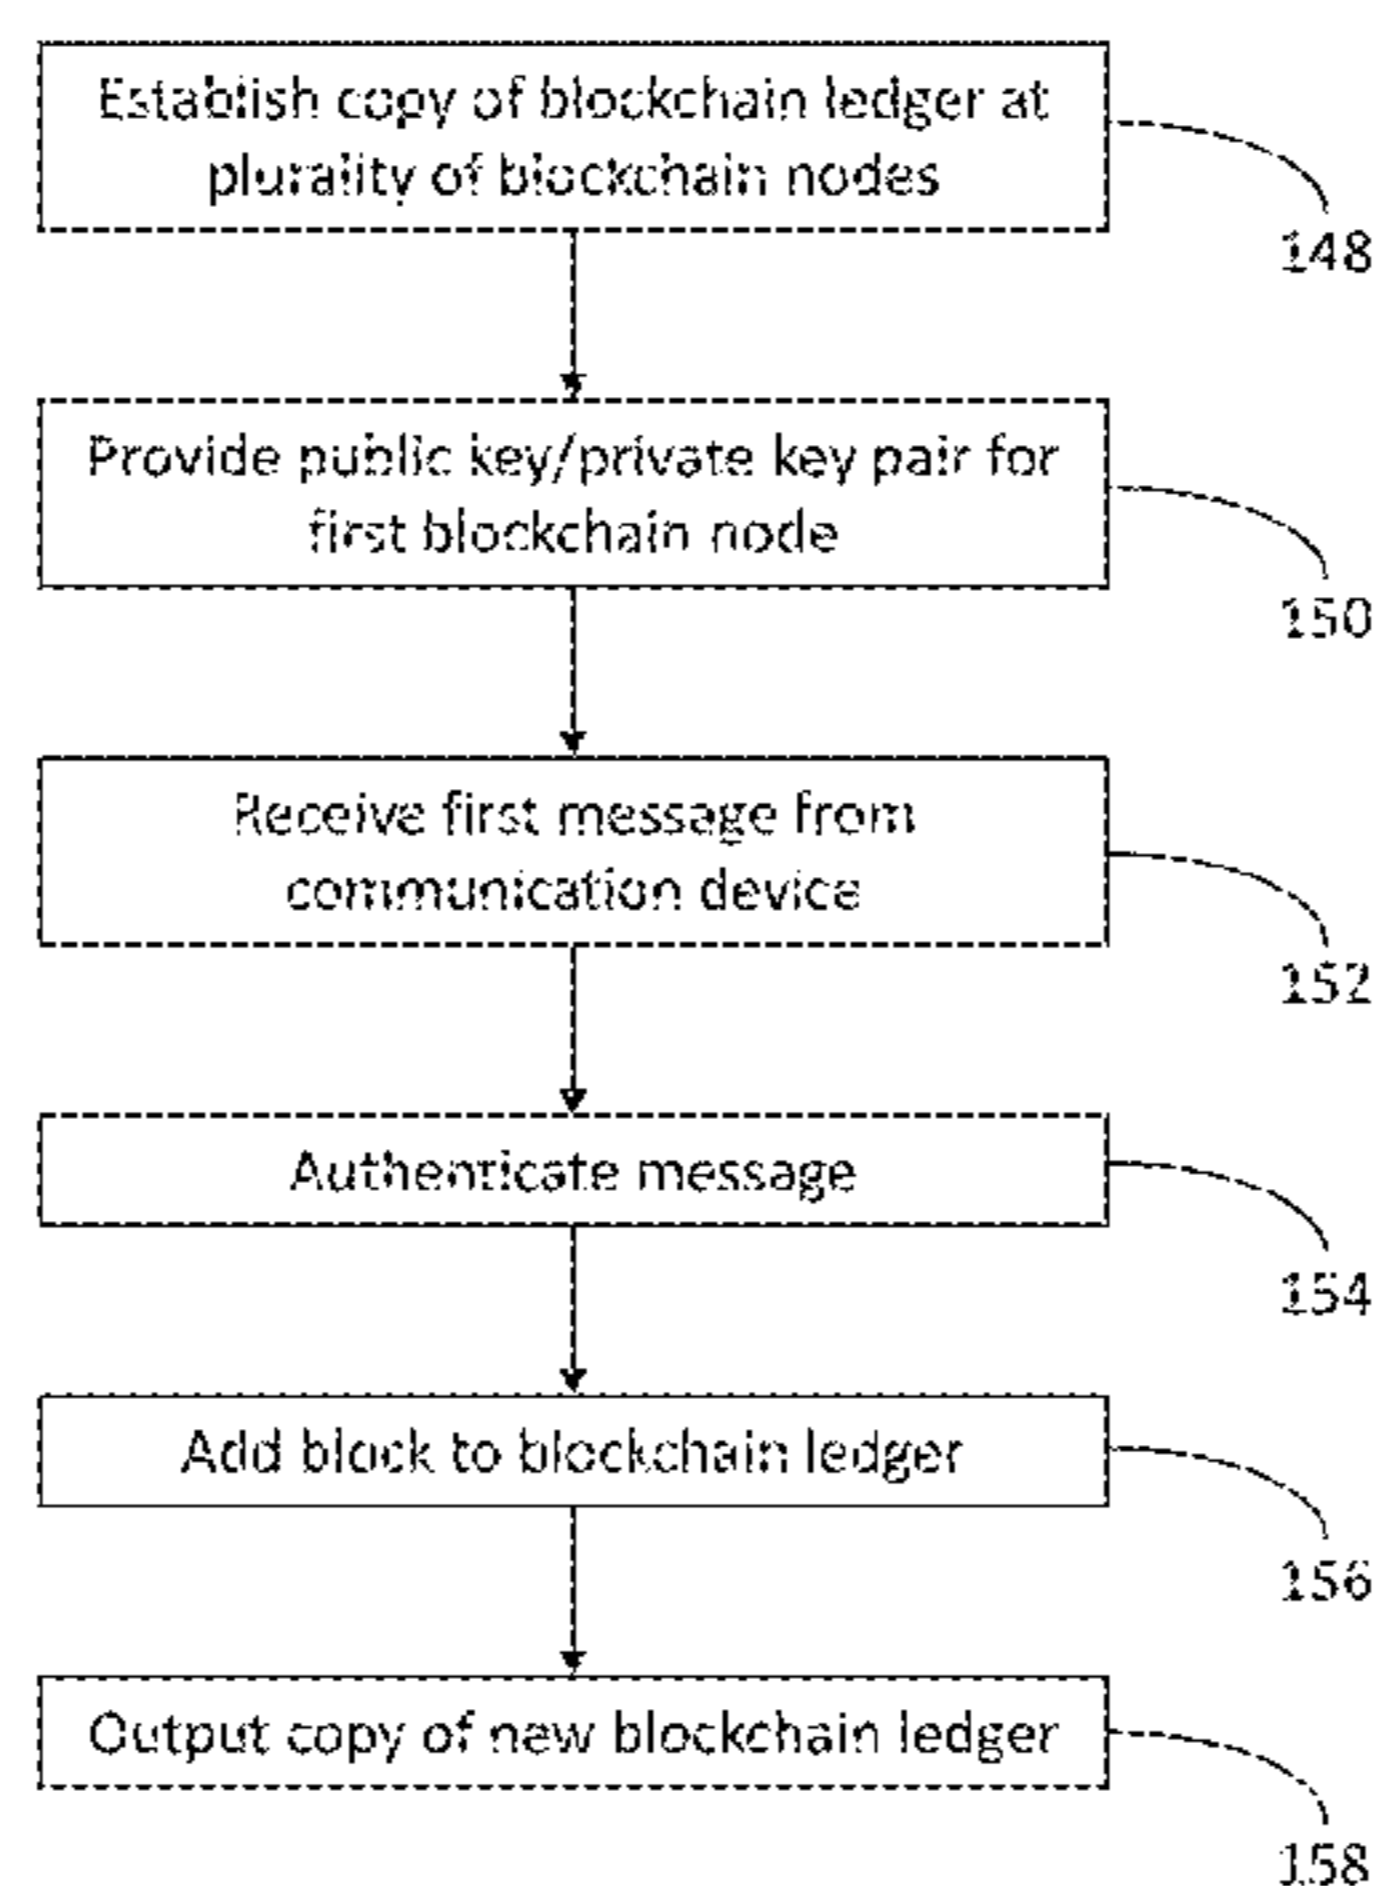 Establish copy of blockchain ledger at
plurality of blockchain nodes
148
Provide public key/private key pair for
first blockchain node
150
Receive first message from
communication device
152
Authenticate message
154
Add block to blockchain ledger
156
Output copy of new blockchain ledger
158